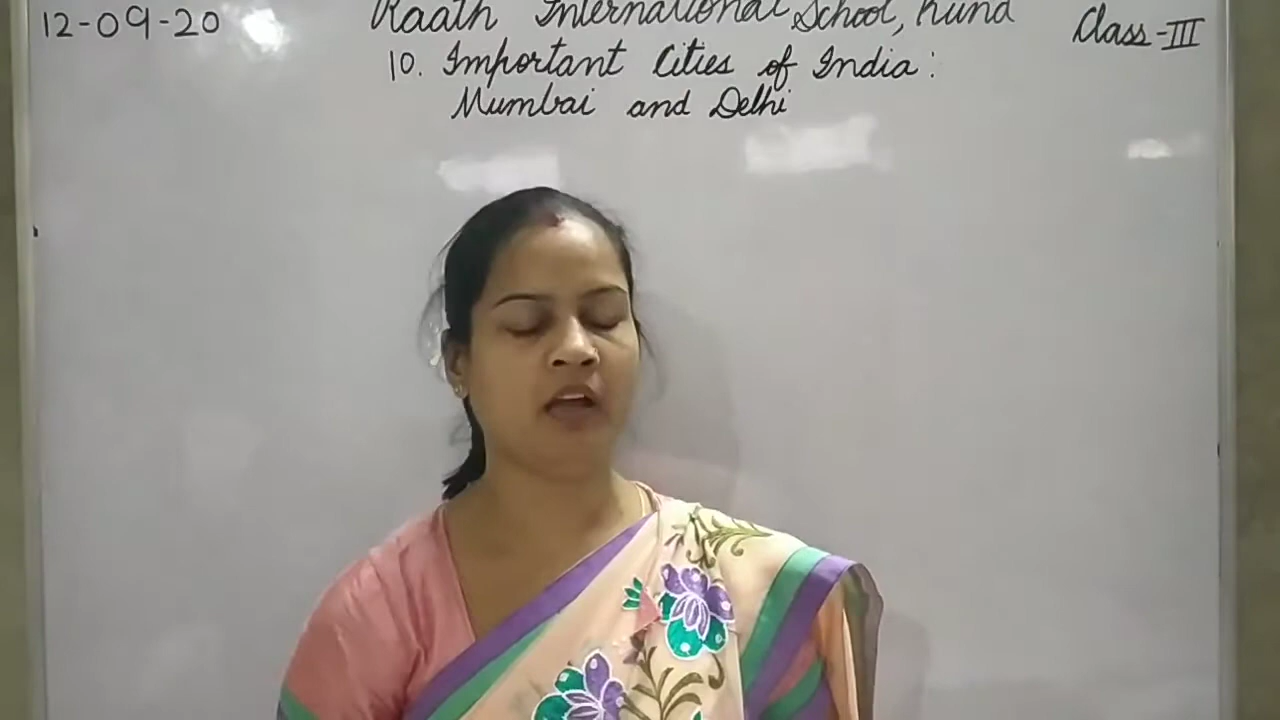 12-09-20
Raath International School, Kund
Class-III
10. Important Cities of India:
Mumbai and Delhi